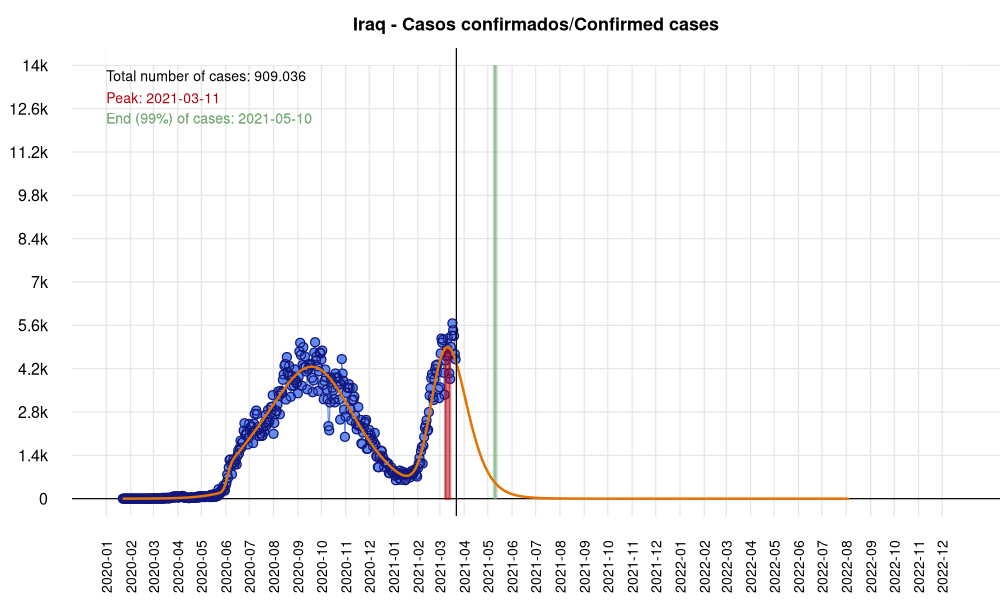 Iraq - Casos confirmados/Confirmed cases
14k
12.6k
11.2k
9.8k
8.4k
7k
5.6k
4.2k
2.8k
1.4k
0
Total number of cases: 909.036
Peak: 2021-03-11
End (99%) of cases: 2021-05-10
2020-01
2020-02
2020-03
2020-04
2020-05
2020-06
2020-07
2020-08
2020-09
2020-10
2020-11
2020-12
2021-01
2021-02
2021-03
2021-04
2021-05
2021-06
2021-07
2021-08
2021-09
2021-10
2021-11
2021-12
2022-01
2022-02
2022-03
2022-04
2022-05
2022-06
2022-07
2022-08
2022-09
2022-10
2022-11
2022-12